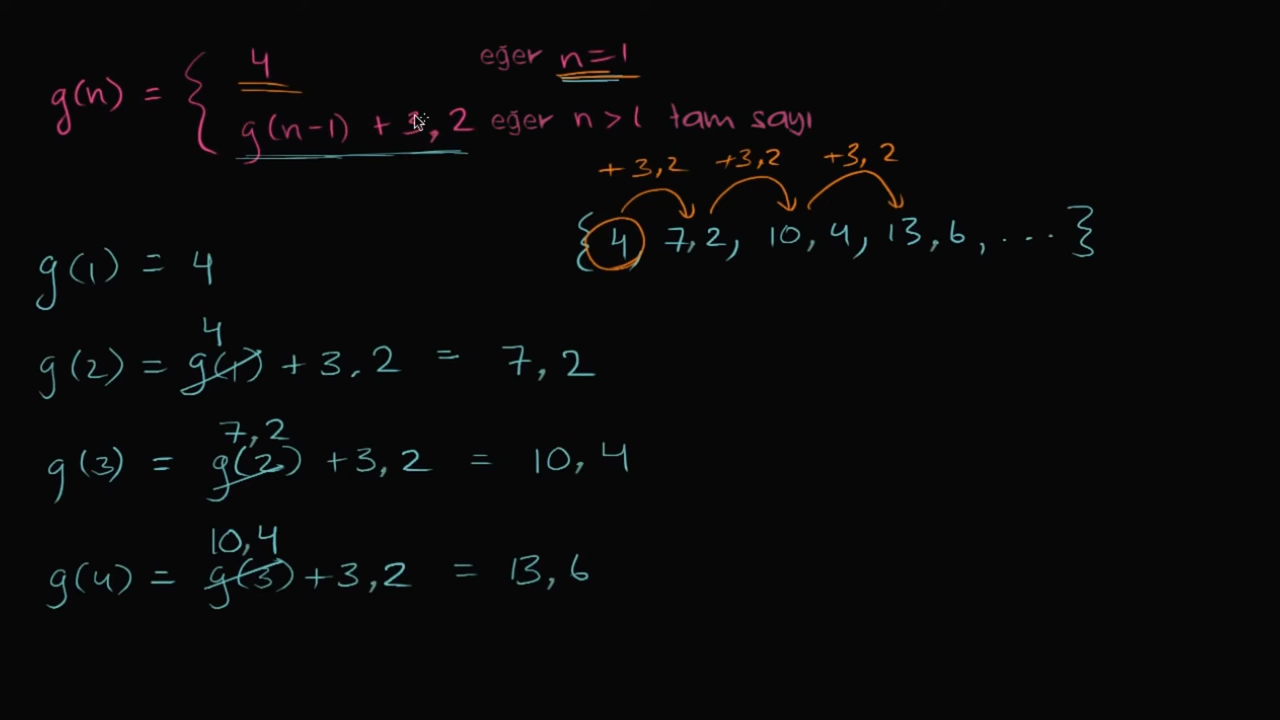 g(n) = { 4 eğer n=1
g(n-1) + 3,2 eğer n>1 tam sayı
+3,2 +3,2 +3,2
{4, 7,2, 10,4, 13,6, ...}
g(1) = 4
4
g(2) = g(1) + 3,2 = 7,2
7,2
g(3) = g(2) +3,2 = 10,4
10,4
g(4) = g(3) +3,2 = 13,6